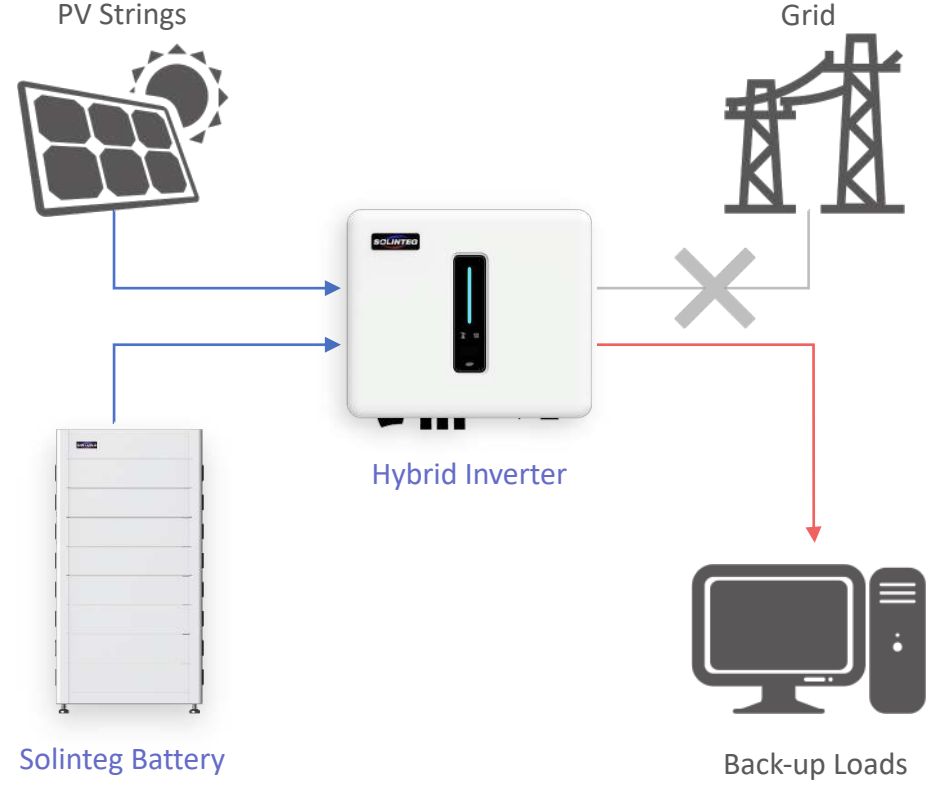 PV Strings
Grid
SOLINTEG
Hybrid Inverter
Solinteg Battery
Back-up Loads